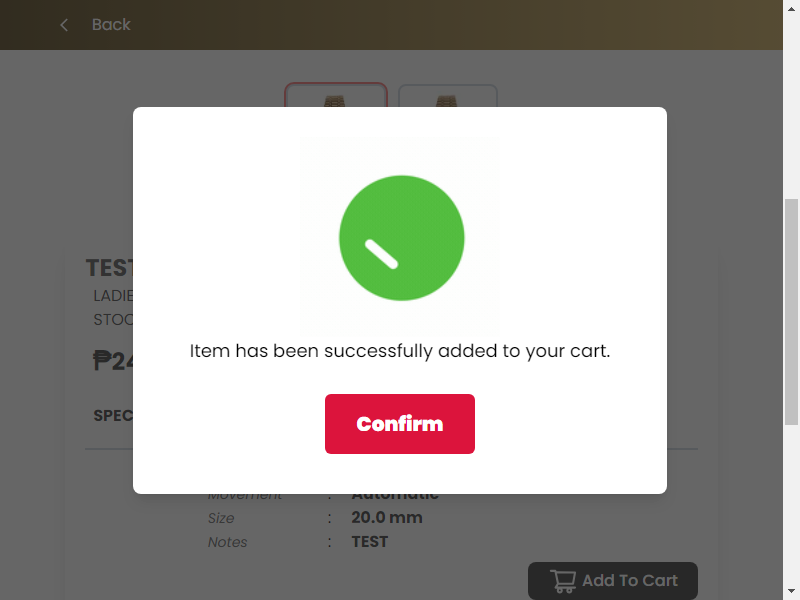 Back
TEST
LADIE
STOC
₱24
SPEC
Item has been successfully added to your cart.
Confirm
Movement : Automatic
Size : 20.0 mm
Notes : TEST
Add To Cart